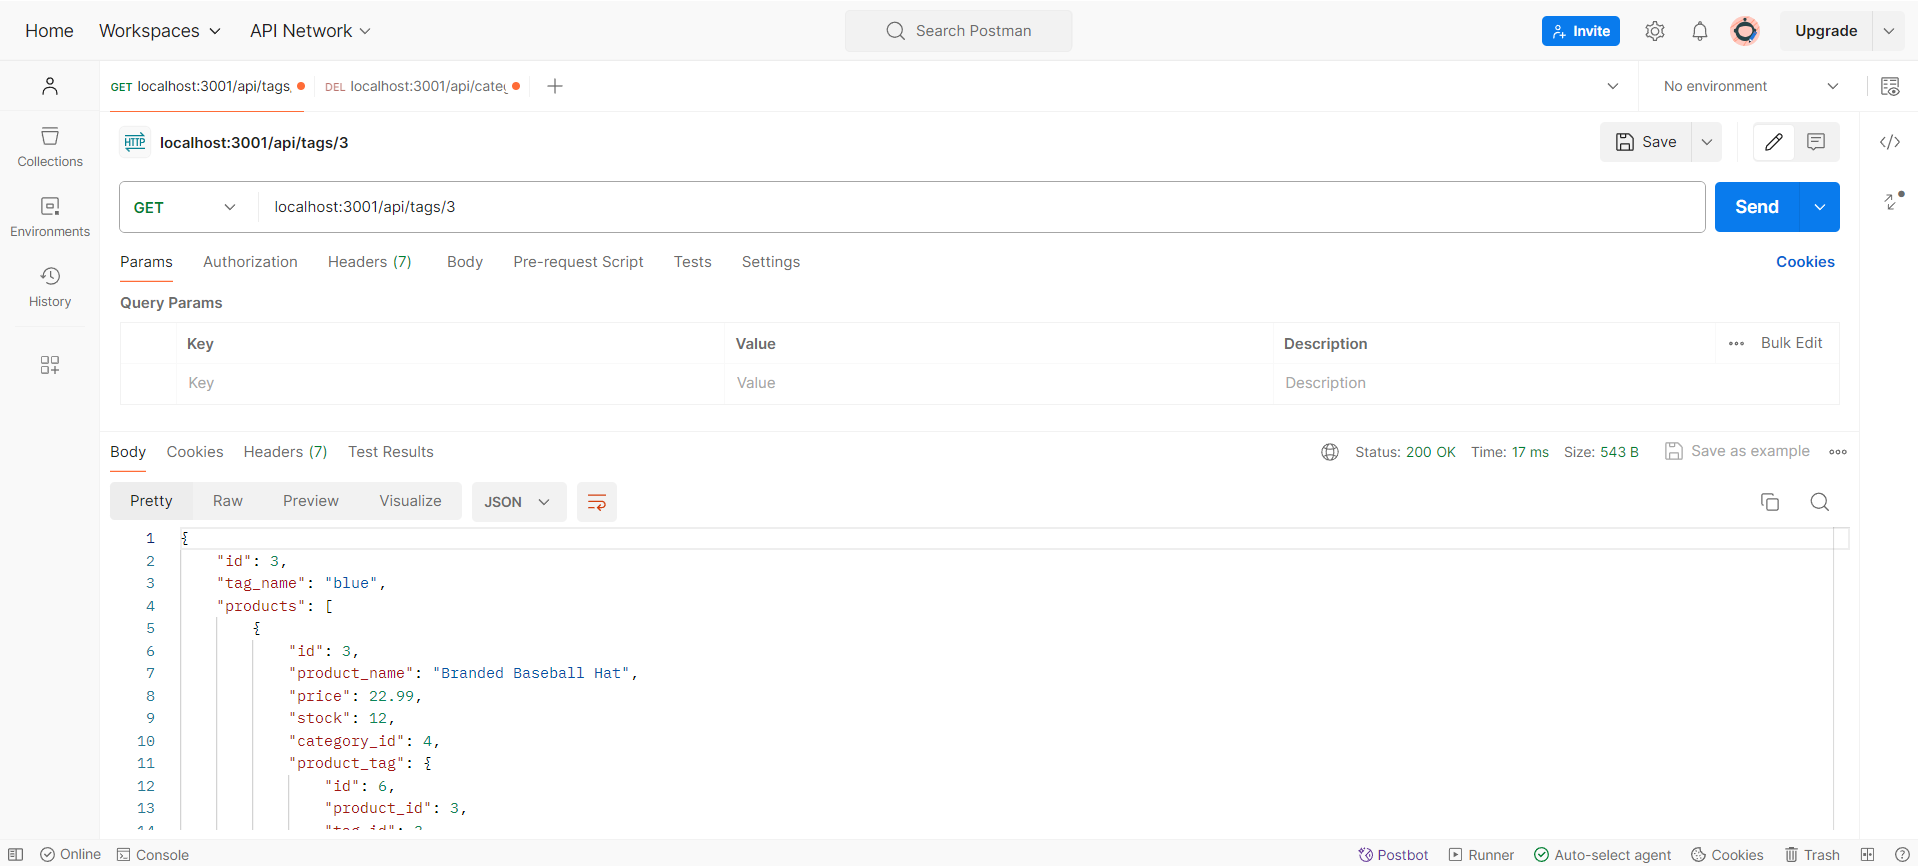 Home Workspaces API Network Search Postman Invite Upgrade
GET localhost:3001/api/tags DEL localhost:3001/api/cate No environment
HTTP localhost:3001/api/tags/3 Save
Collections
GET localhost:3001/api/tags/3 Send
Environments
Params Authorization Headers (7) Body Pre-request Script Tests Settings Cookies
History
Query Params
Key Value Description Bulk Edit
Key Value Description
Body Cookies Headers (7) Test Results Status: 200 OK Time: 17 ms Size: 543 B Save as example
Pretty Raw Preview Visualize JSON
1 {
2 "id": 3,
3 "tag_name": "blue",
4 "products": [
5 {
6 "id": 3,
7 "product_name": "Branded Baseball Hat",
8 "price": 22.99,
9 "stock": 12,
10 "category_id": 4,
11 "product_tag": {
12 "id": 6,
13 "product_id": 3,
14 "tag_id": 3
Online Console Postbot Runner Auto-select agent Cookies Trash